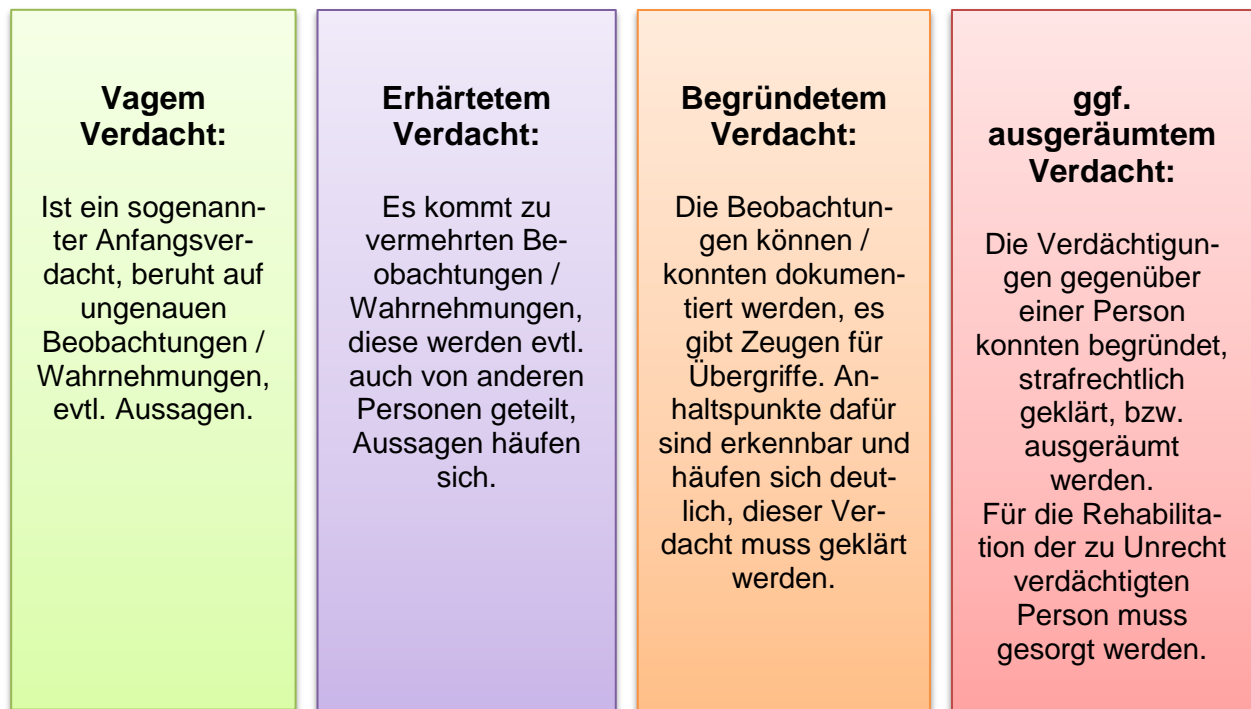 Vagem
Verdacht:
Ist ein sogenann-
ter Anfangsver-
dacht, beruht auf
ungenauen
Beobachtungen /
Wahrnehmungen,
evtl. Aussagen.
Erhärtetem
Verdacht:
Es kommt zu
vermehrten Be-
obachtungen /
Wahrnehmungen,
diese werden evtl.
auch von anderen
Personen geteilt,
Aussagen häufen
sich.
Begründetem
Verdacht:
Die Beobachtun-
gen können /
konnten dokumen-
tiert werden, es
gibt Zeugen für
Übergriffe. An-
haltspunkte dafür
sind erkennbar und
häufen sich deut-
lich, dieser Ver-
dacht muss geklärt
werden.
ggf.
ausgeräumtem
Verdacht:
Die Verdächtigun-
gen gegenüber
einer Person
konnten begründet,
strafrechtlich
geklärt, bzw.
ausgeräumt
werden.
Für die Rehabilita-
tion der zu Unrecht
verdächtigten
Person muss
gesorgt werden.